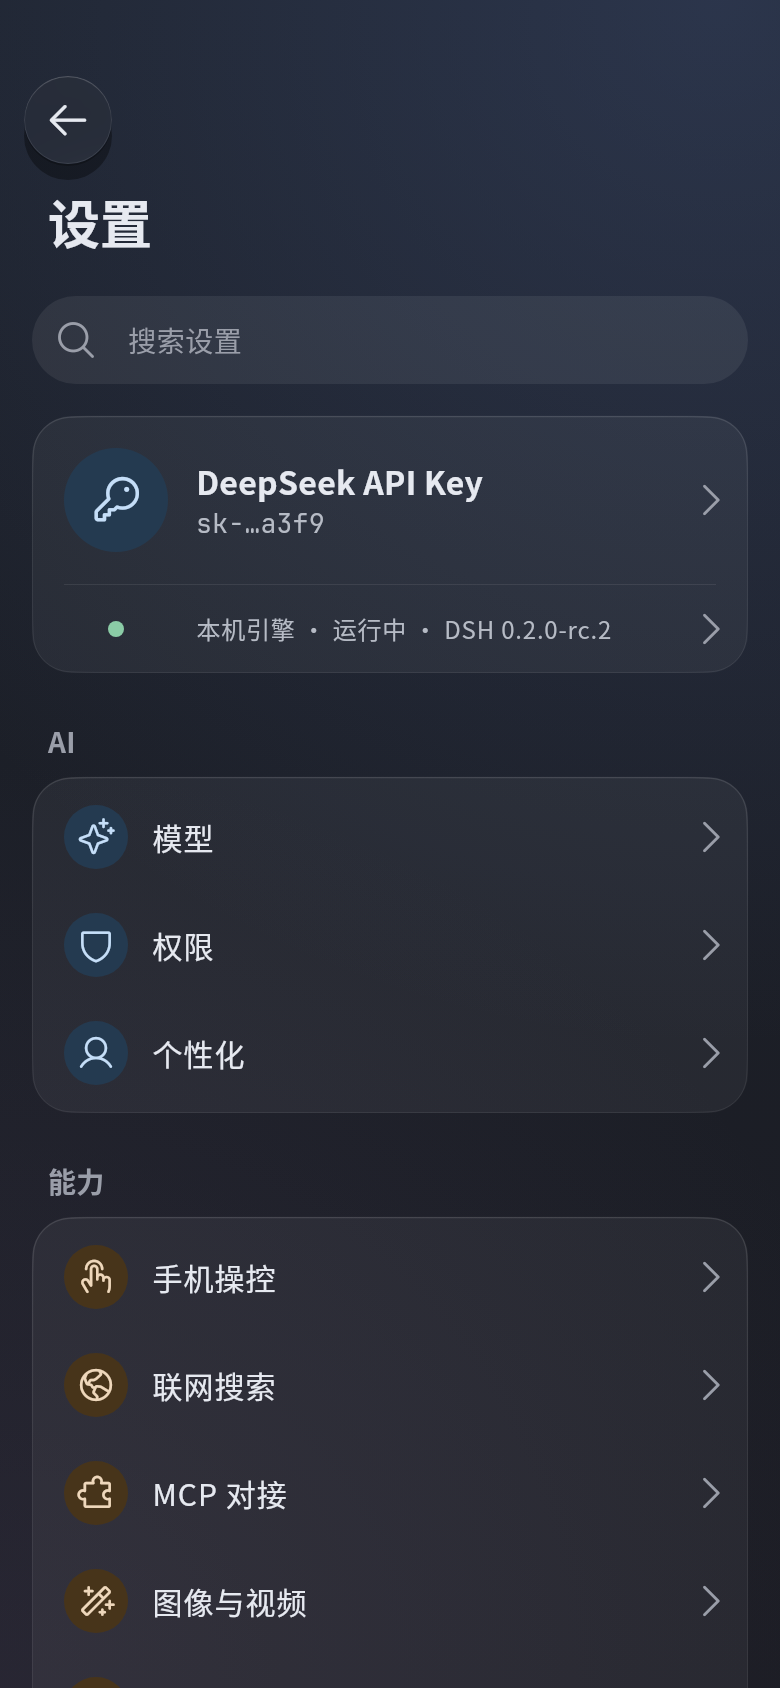 设置
搜索设置
DeepSeek API Key
sk-…a3f9
本机引擎 · 运行中 · DSH 0.2.0-rc.2
AI
模型
权限
个性化
能力
手机操控
联网搜索
MCP 对接
图像与视频